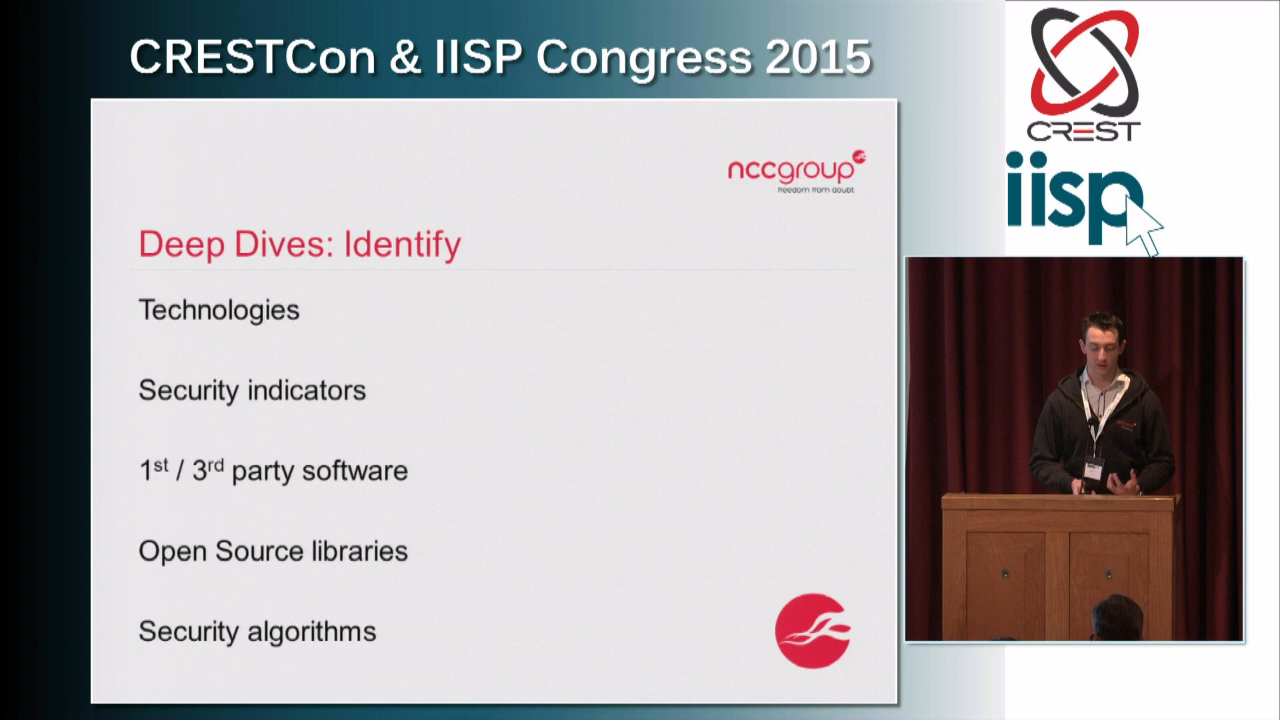 CRESTCon & IISP Congress 2015
CREST
iisp
nccgroup
freedom from doubt
Deep Dives: Identify
Technologies
Security indicators
1st / 3rd party software
Open Source libraries
Security algorithms